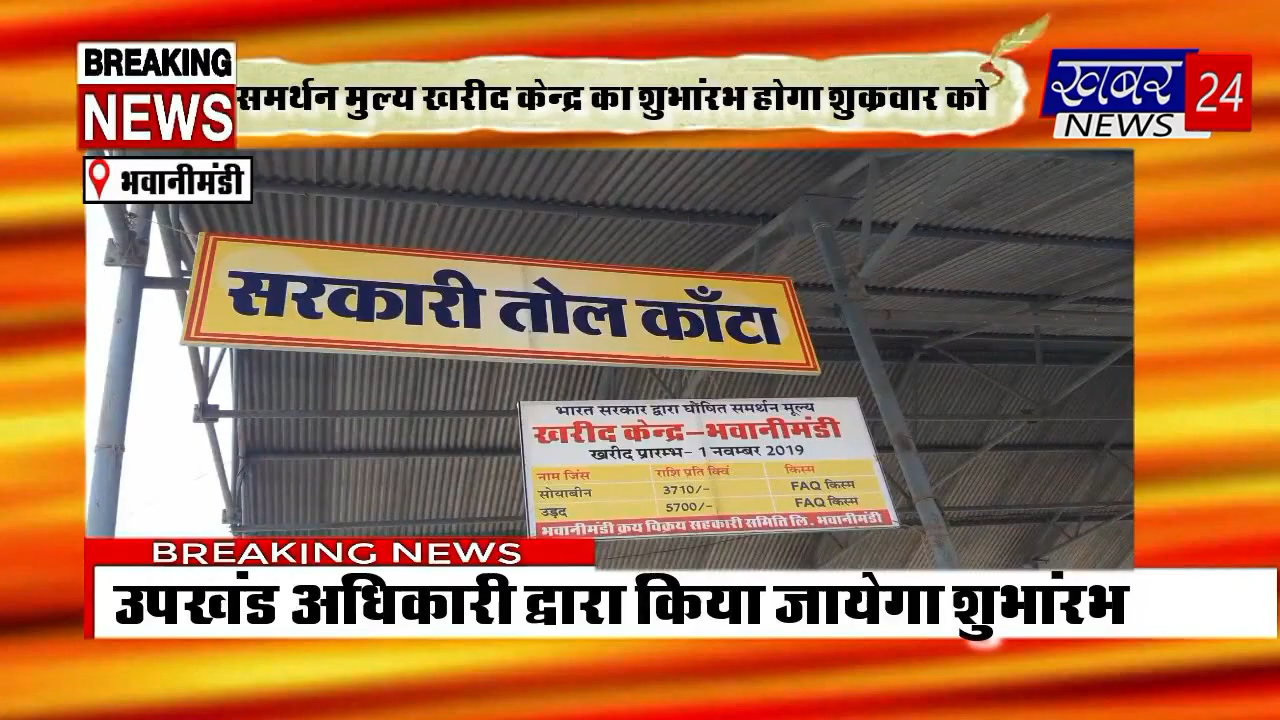 BREAKING
NEWS
समर्थन मुल्य खरीद केन्द्र का शुभारंभ होगा शुक्रवार को
खबर
24
NEWS
भवानीमंडी
सरकारी तोल काँटा
भारत सरकार द्वारा घोषित समर्थन मूल्य
खरीद केन्द्र-भवानीमंडी
खरीद प्रारम्भ- 1 नवम्बर 2019
नाम जिंस राशि प्रति क्विं किस्म
सोयाबीन 3710/- FAQ किस्म
उड़द 5700/- FAQ किस्म
भवानीमंडी क्रय विक्रय सहकारी समिति लि. भवानीमंडी
BREAKING NEWS
उपखंड अधिकारी द्वारा किया जायेगा शुभांरभ